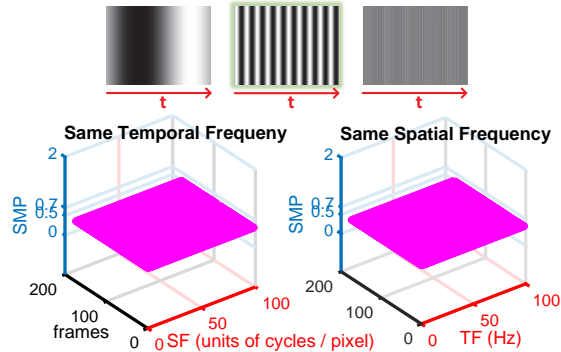 t t t
Same Temporal Frequeny
Same Spatial Frequency
2
0.7
0.5
0
SMP
200
100
0
frames
0
50
100
SF (units of cycles / pixel)
2
0.7
0.5
0
SMP
200
100
0
0
50
100
TF (Hz)